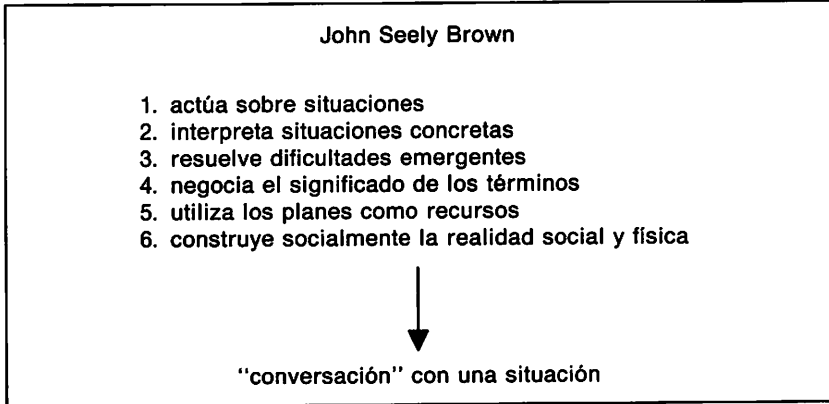 John Seely Brown
1. actúa sobre situaciones
2. interpreta situaciones concretas
3. resuelve dificultades emergentes
4. negocia el significado de los términos
5. utiliza los planes como recursos
6. construye socialmente la realidad social y física
"conversación" con una situación